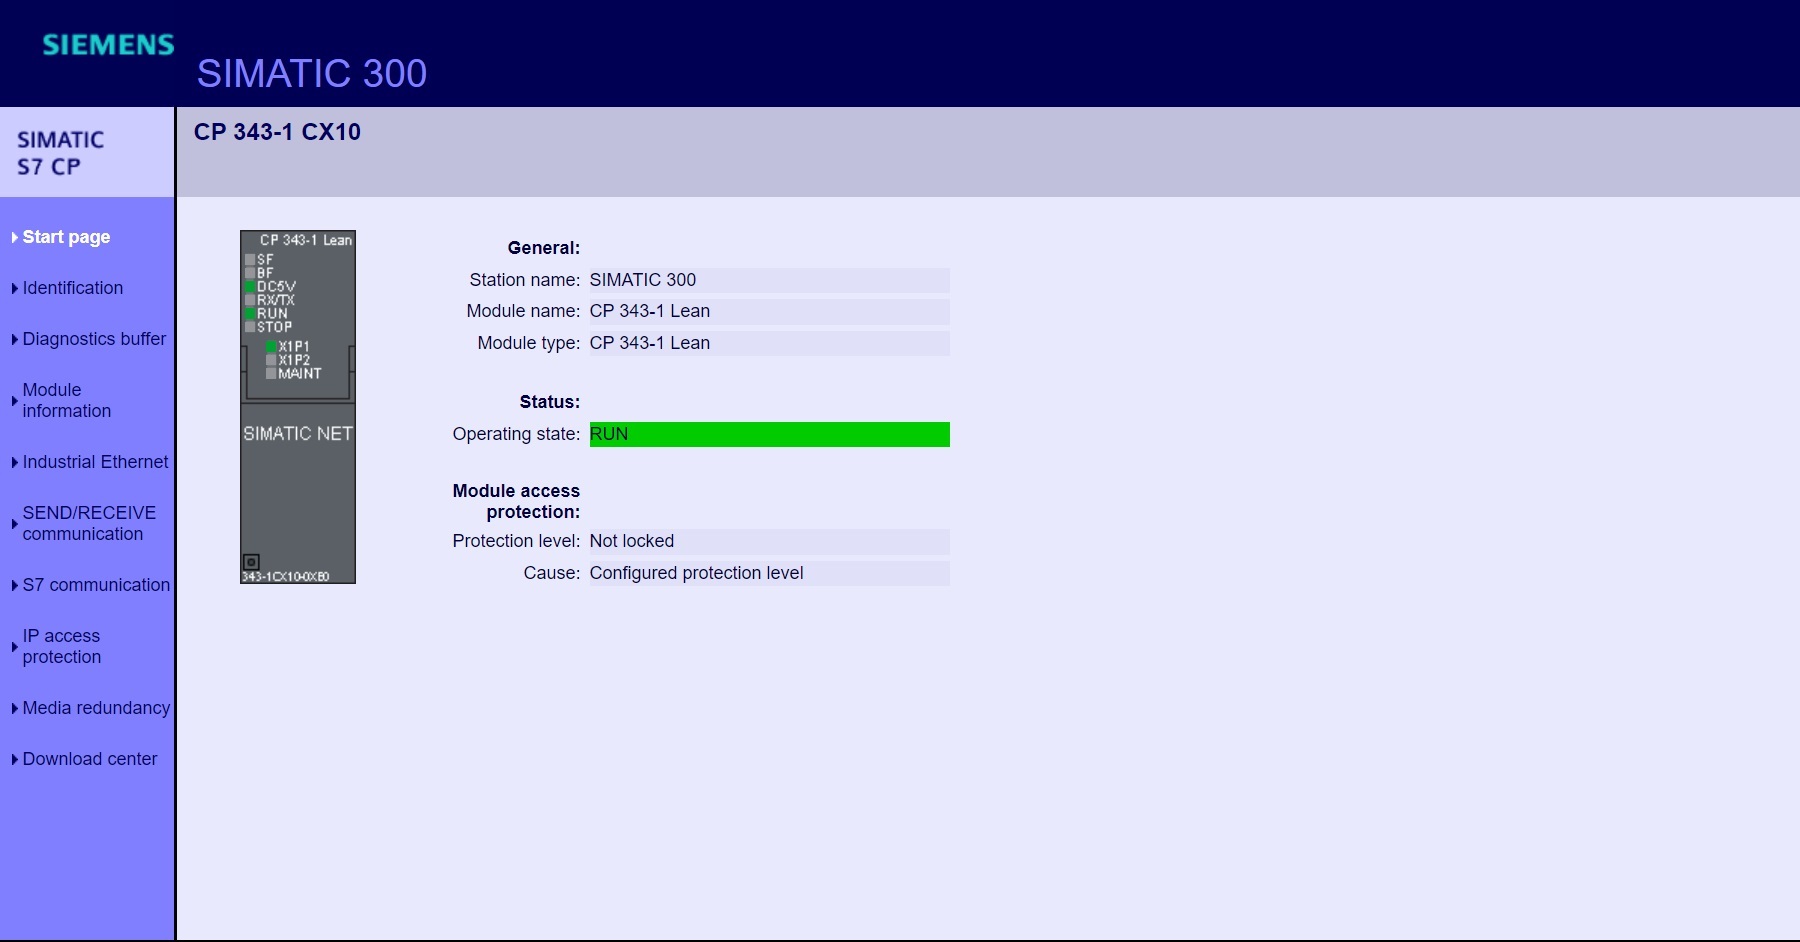 SIEMENS
SIMATIC 300
SIMATIC
S7 CP
CP 343-1 CX10
Start page
Identification
Diagnostics buffer
Module
information
Industrial Ethernet
SEND/RECEIVE
communication
S7 communication
IP access
protection
Media redundancy
Download center
CP 343-1 Lean
SF
BF
DC5V
RX/TX
RUN
STOP
X1P1
X1P2
MAINT
SIMATIC NET
343-1CX10-0XE0
General:
Station name: SIMATIC 300
Module name: CP 343-1 Lean
Module type: CP 343-1 Lean
Status:
Operating state: RUN
Module access
protection:
Protection level: Not locked
Cause: Configured protection level